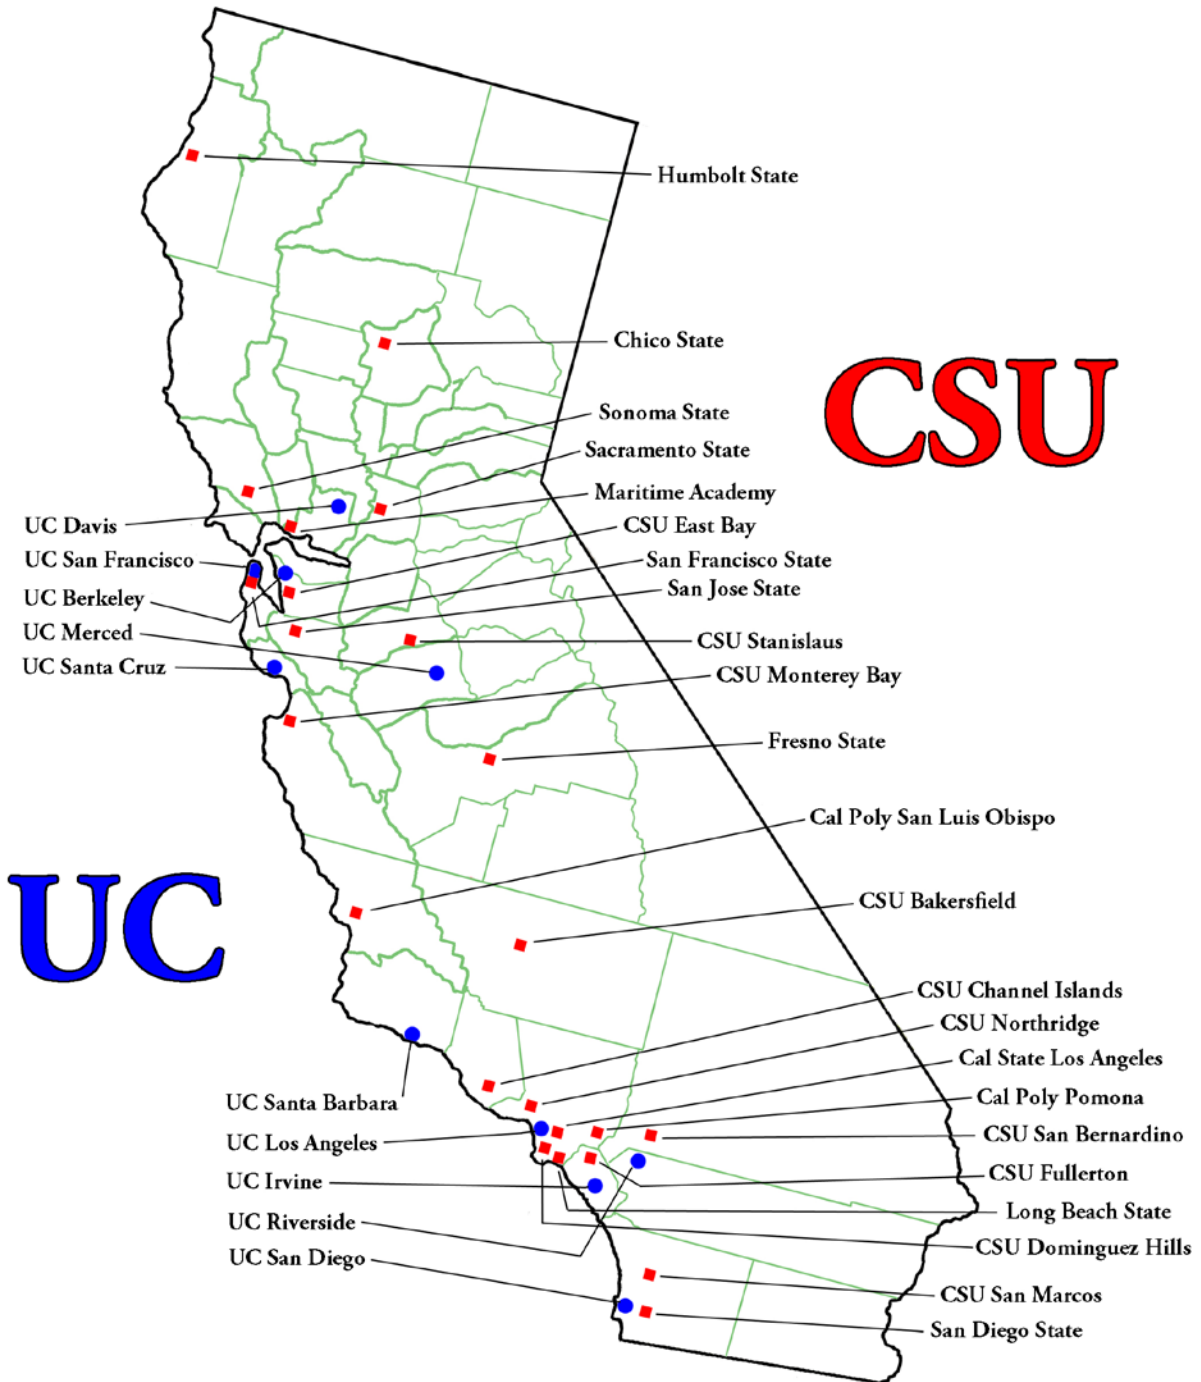 Humbolt State
Chico State
CSU
Sonoma State
Sacramento State
Maritime Academy
UC Davis
CSU East Bay
UC San Francisco
San Francisco State
San Jose State
UC Berkeley
UC Merced
CSU Stanislaus
UC Santa Cruz
CSU Monterey Bay
Fresno State
Cal Poly San Luis Obispo
UC
CSU Bakersfield
CSU Channel Islands
CSU Northridge
Cal State Los Angeles
Cal Poly Pomona
UC Santa Barbara
CSU San Bernardino
UC Los Angeles
CSU Fullerton
UC Irvine
Long Beach State
UC Riverside
CSU Dominguez Hills
UC San Diego
CSU San Marcos
San Diego State